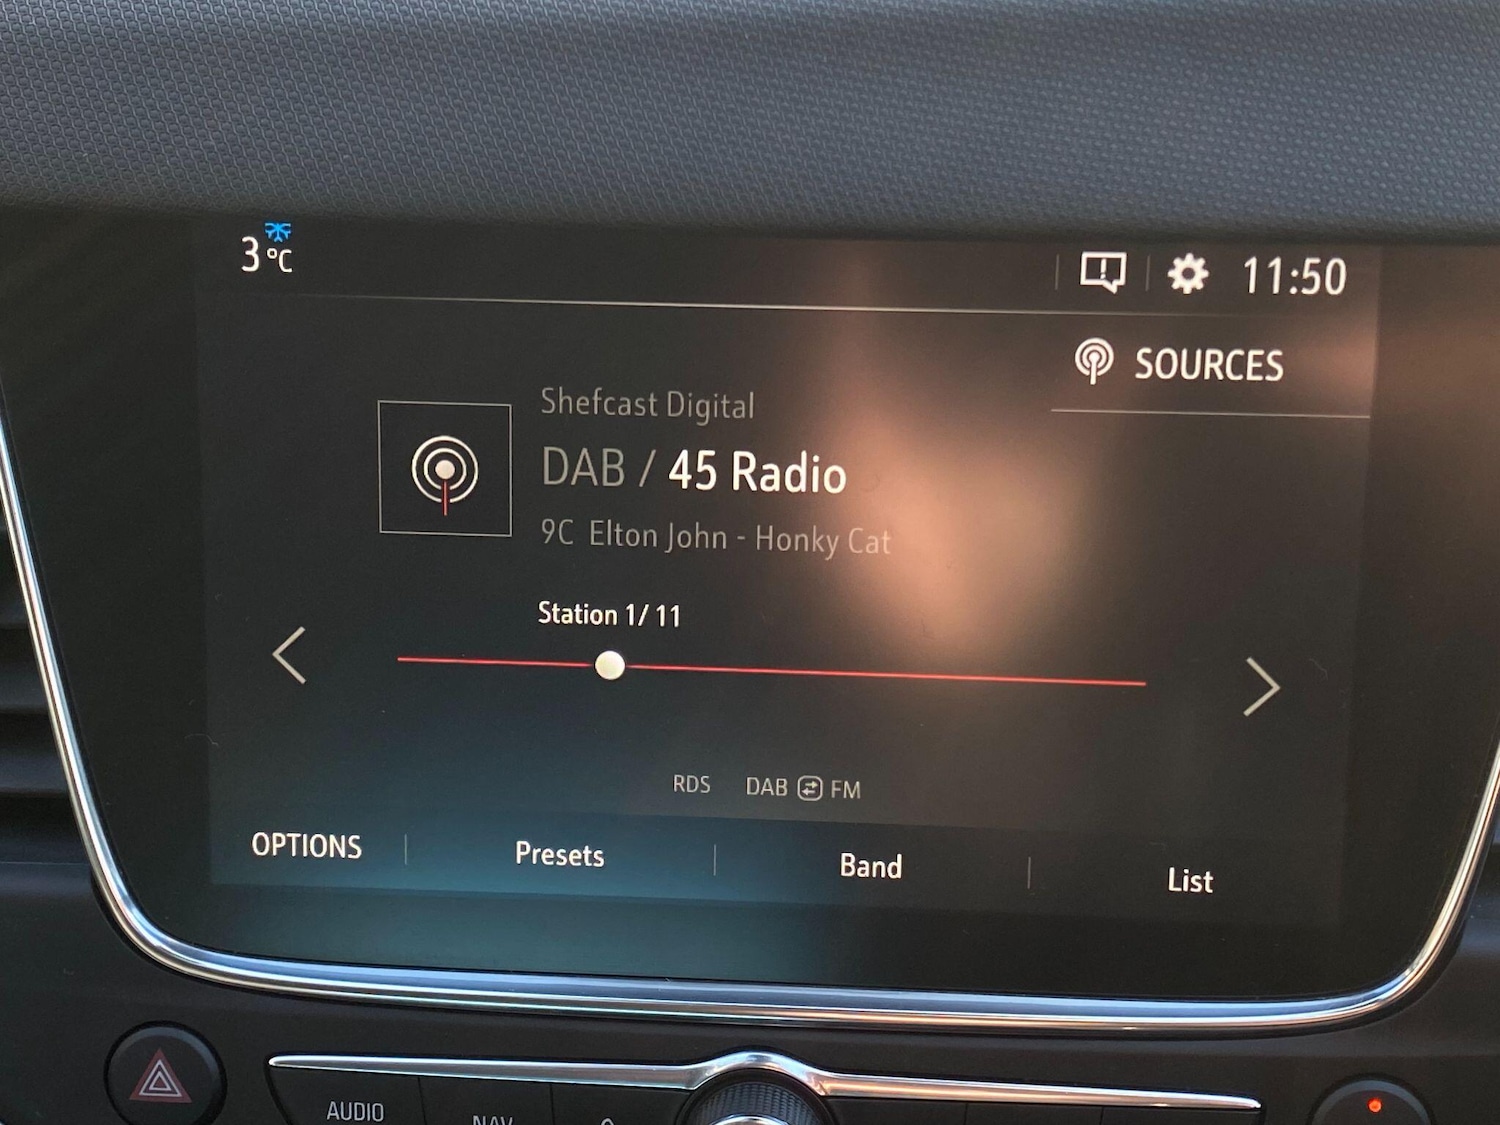 3 °C
11:50
SOURCES
Shefcast Digital
DAB / 45 Radio
9C Elton John - Honky Cat
Station 1/ 11
RDS DAB FM
OPTIONS Presets Band List
AUDIO NAV